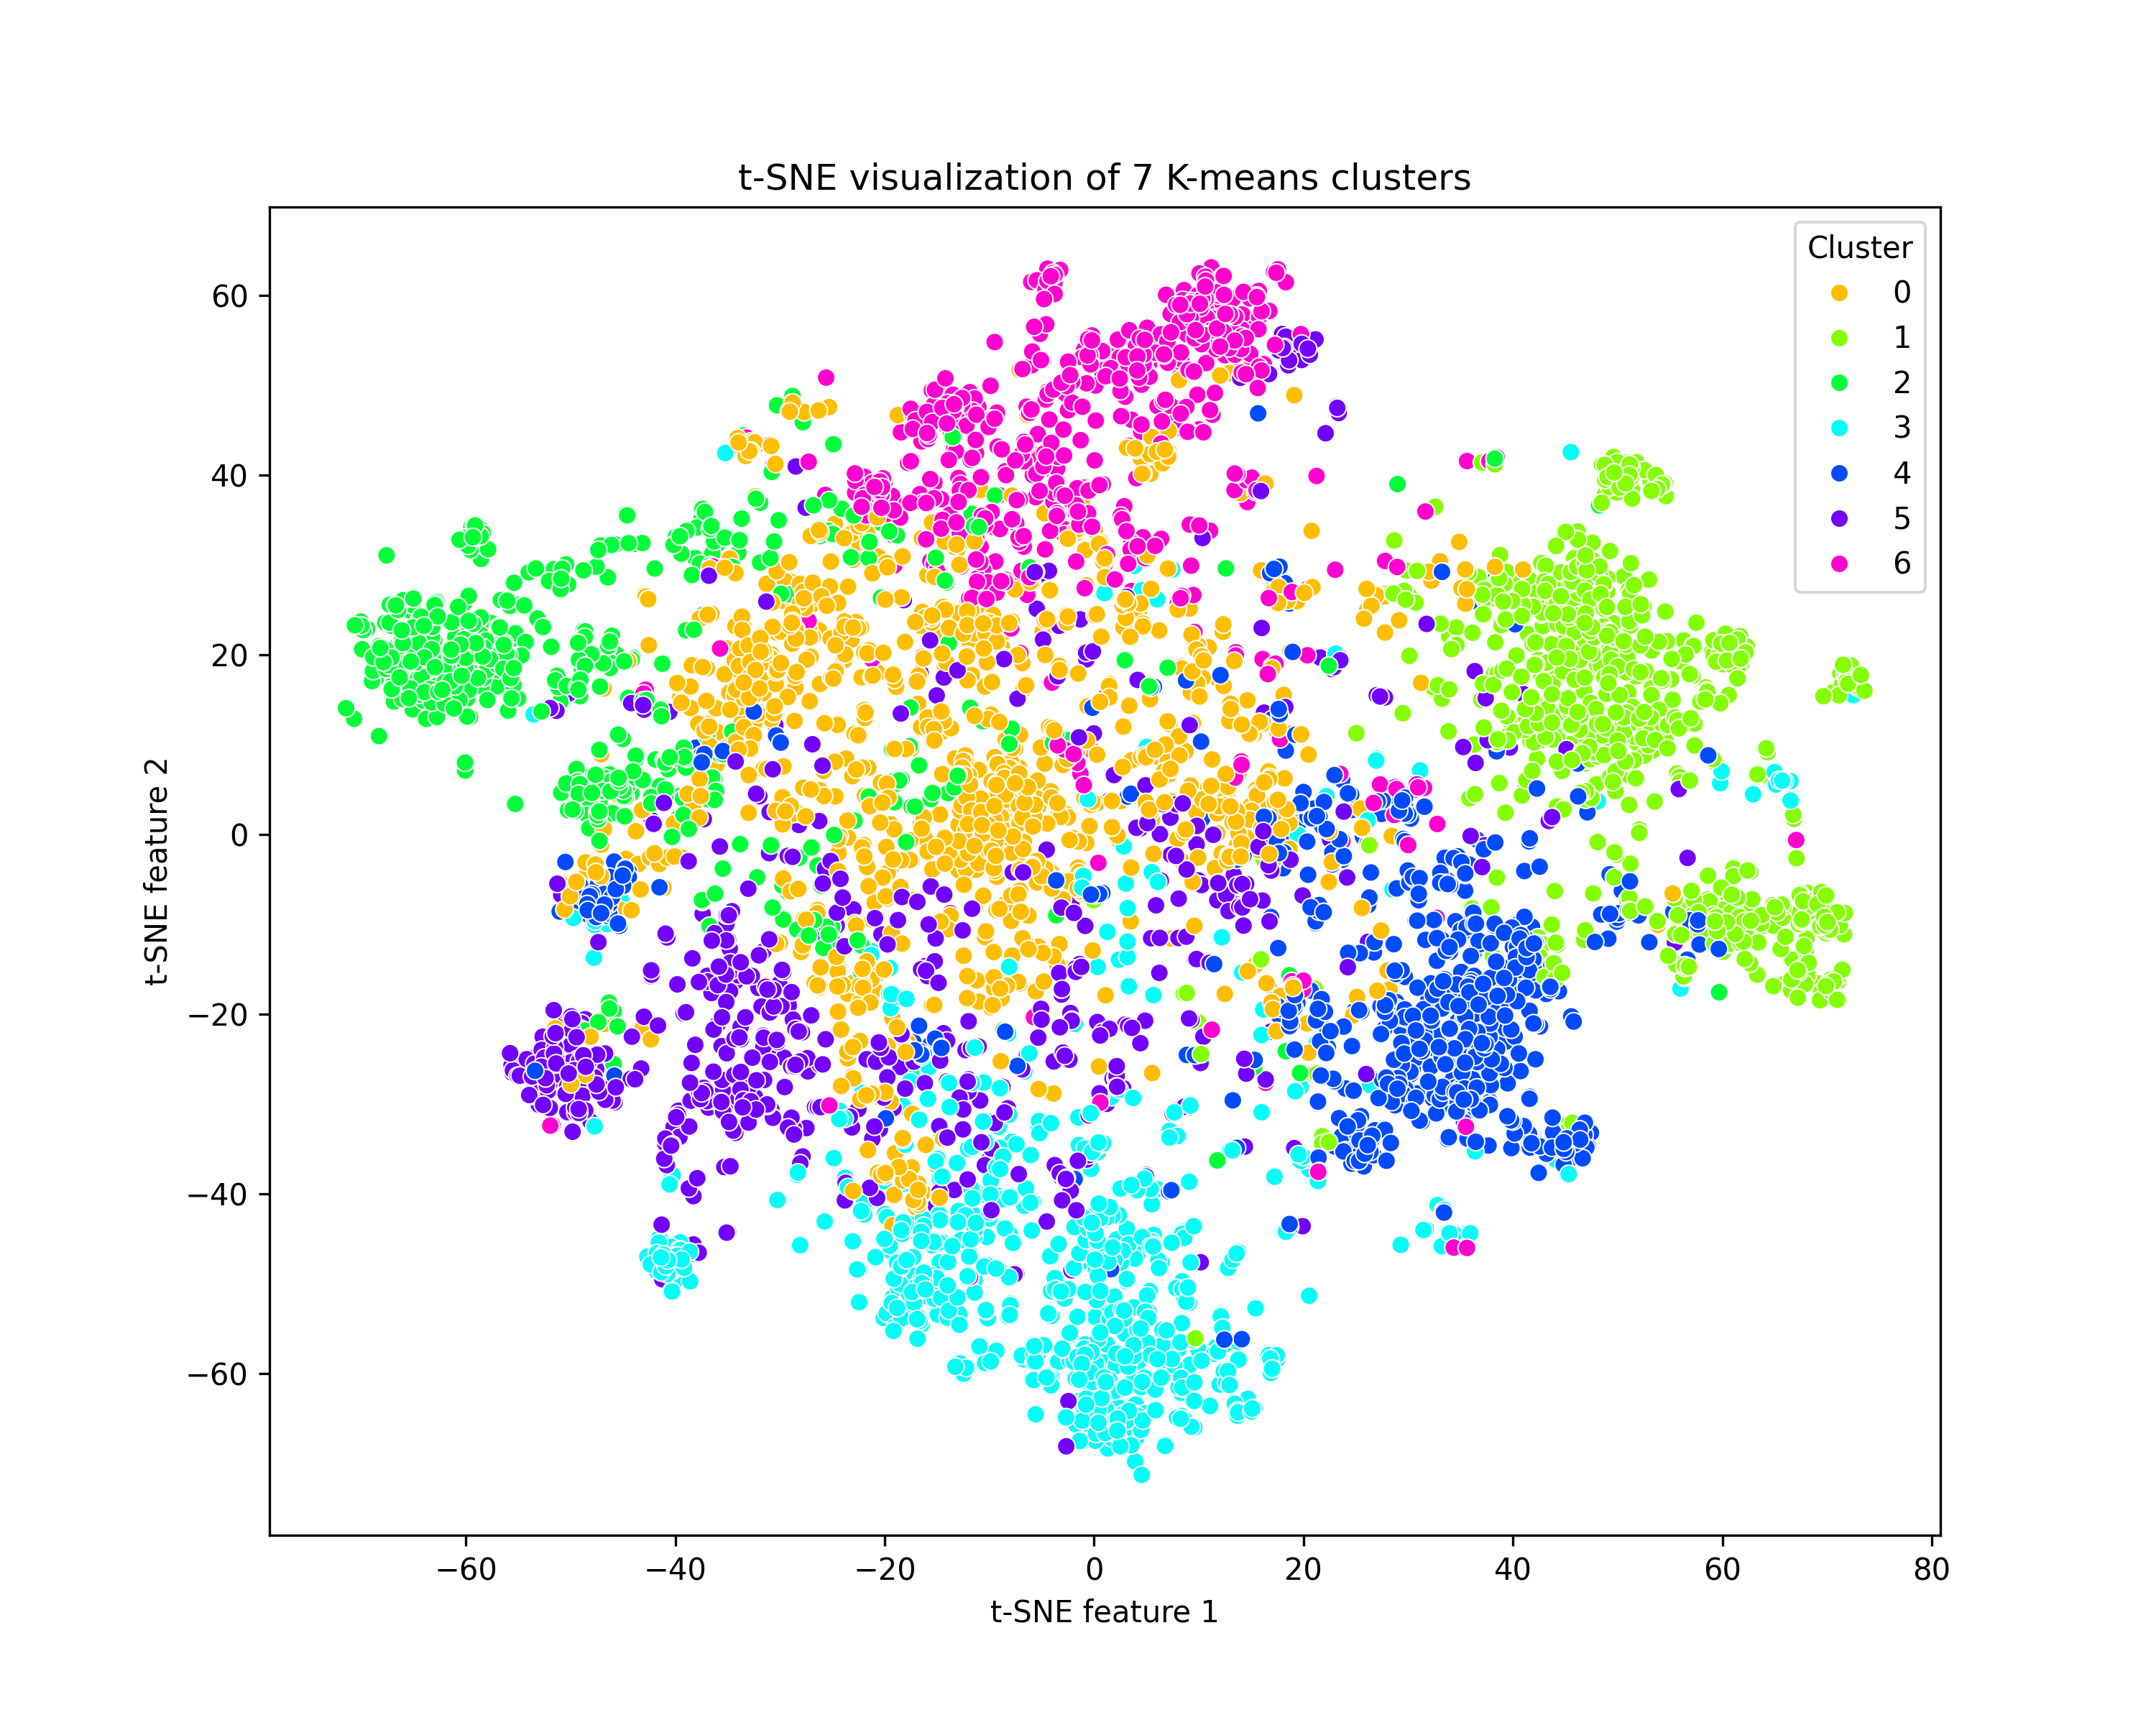 t-SNE visualization of 7 K-means clusters
Cluster
0
1
2
3
4
5
6
60
40
20
0
−20
−40
−60
t-SNE feature 2
−60 −40 −20 0 20 40 60 80
t-SNE feature 1